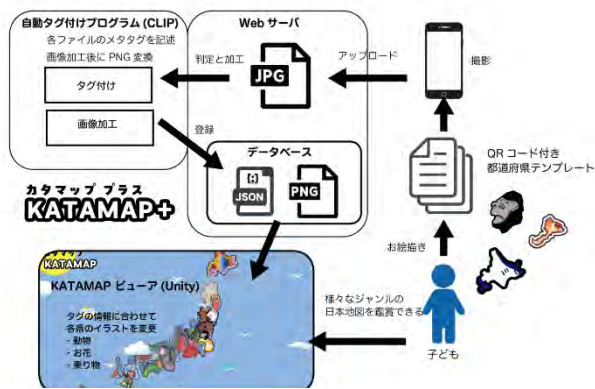 自動タグ付けプログラム (CLIP)
各ファイルのメタタグを記述
画像加工後に PNG 変換
タグ付け
画像加工
Web サーバ
判定と加工
JPG
アップロード
撮影
登録
データベース
{;}
JSON
PNG
QR コード付き
都道府県テンプレート
お絵描き
カタマップ プラス
KATAMAP+
KATAMAP
KATAMAP ビューア (Unity)
タグの情報に合わせて
各県のイラストを変更
- 動物
- お花
- 乗り物
様々なジャンルの
日本地図を鑑賞できる
子ども